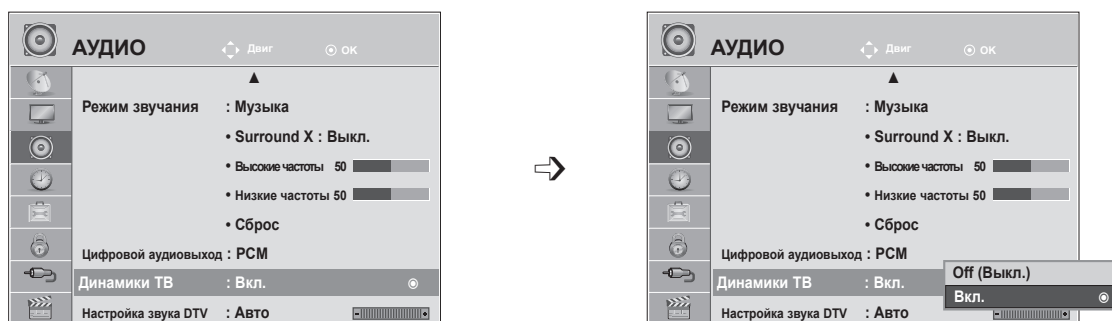 АУДИО Двиг OK
Режим звучания : Музыка
• Surround X : Выкл.
• Высокие частоты 50
• Низкие частоты 50
• Сброс
Цифровой аудиовыход : PCM
Динамики ТВ : Вкл.
Настройка звука DTV : Авто
АУДИО Двиг OK
Режим звучания : Музыка
• Surround X : Выкл.
• Высокие частоты 50
• Низкие частоты 50
• Сброс
Цифровой аудиовыход : PCM
Динамики ТВ : Вкл.
Настройка звука DTV : Авто
Off (Выкл.)
Вкл.